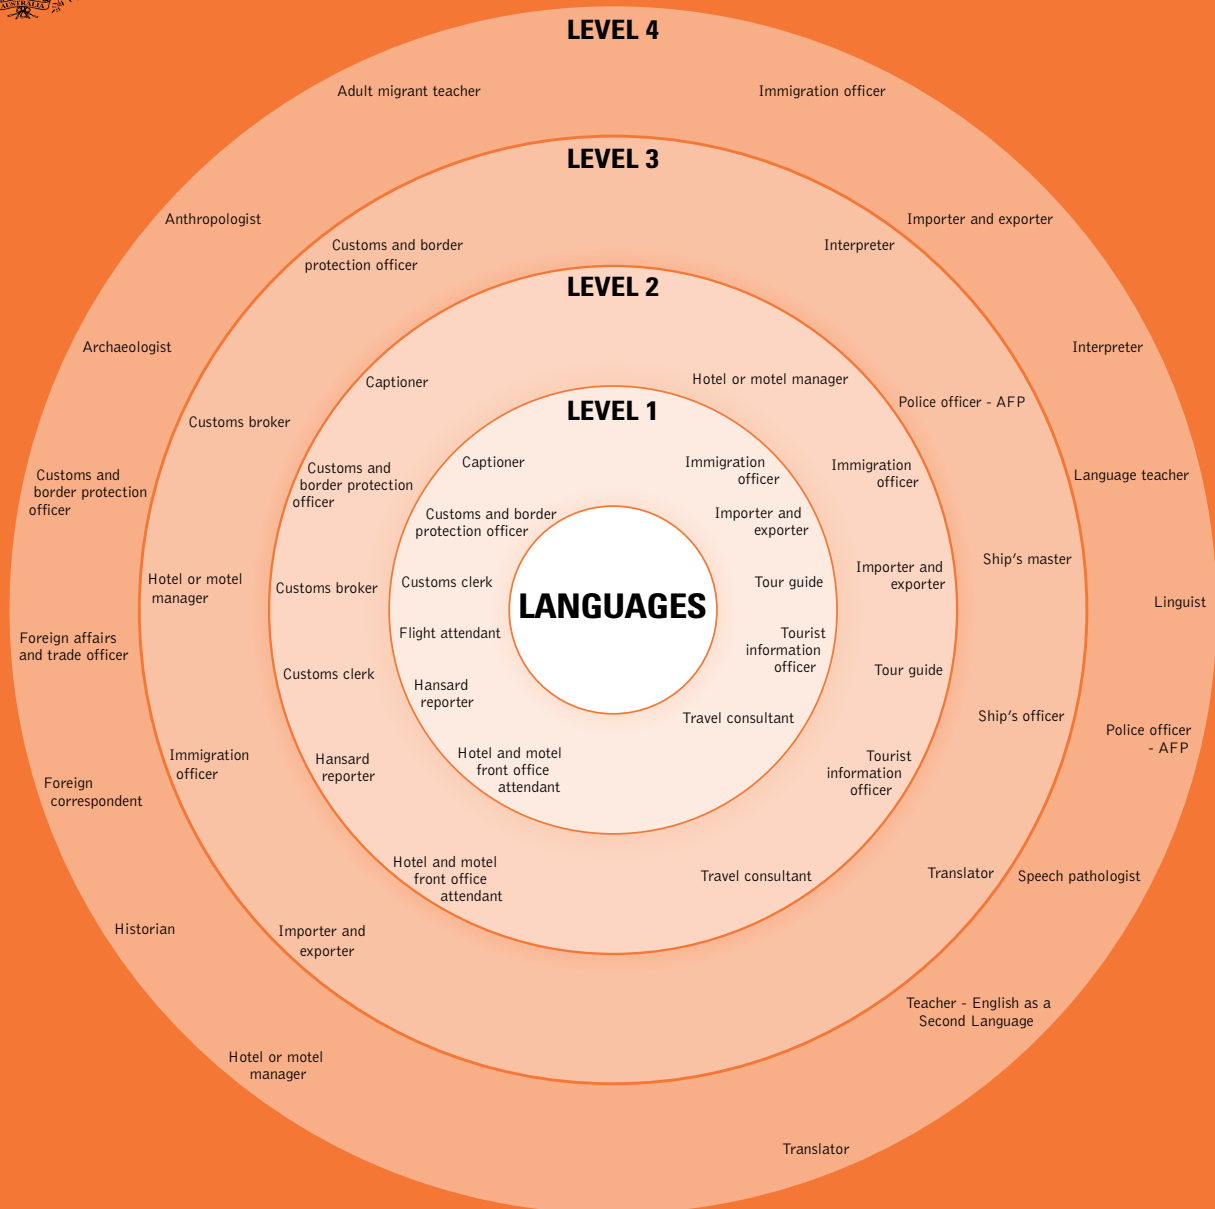 AUSTRALIA
LEVEL 4
Adult migrant teacher
Immigration officer
Anthropologist
Importer and exporter
Archaeologist
Interpreter
Customs and
border protection
officer
Language teacher
Foreign affairs
and trade officer
Linguist
Foreign
correspondent
Police officer
- AFP
Historian
Speech pathologist
Hotel or motel
manager
Teacher - English as a
Second Language
Translator
LEVEL 3
Customs and border
protection officer
Interpreter
Customs broker
Police officer - AFP
Hotel or motel
manager
Ship's master
Immigration
officer
Ship's officer
Importer and
exporter
Translator
LEVEL 2
Captioner
Hotel or motel manager
Customs and
border protection
officer
Immigration
officer
Customs broker
Importer and
exporter
Customs clerk
Tour guide
Hansard
reporter
Tourist
information
officer
Hotel and motel
front office
attendant
Travel consultant
LEVEL 1
Captioner
Immigration
officer
Customs and border
protection officer
Importer and
exporter
Customs clerk
Tour guide
Flight attendant
Tourist
information
officer
Hansard
reporter
Travel consultant
Hotel and motel
front office
attendant
LANGUAGES